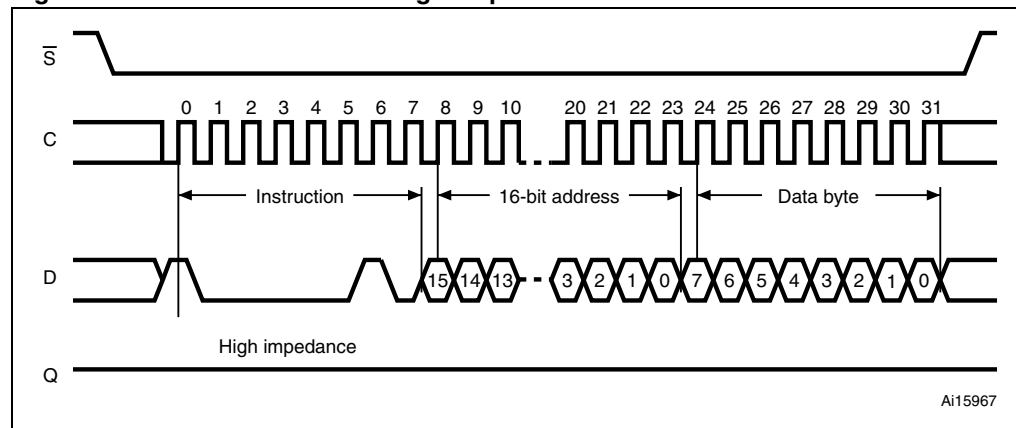 S
0 1 2 3 4 5 6 7 8 9 10 20 21 22 23 24 25 26 27 28 29 30 31
C
Instruction 16-bit address Data byte
D
15 14 13 3 2 1 0 7 6 5 4 3 2 1 0
High impedance
Q
Ai15967